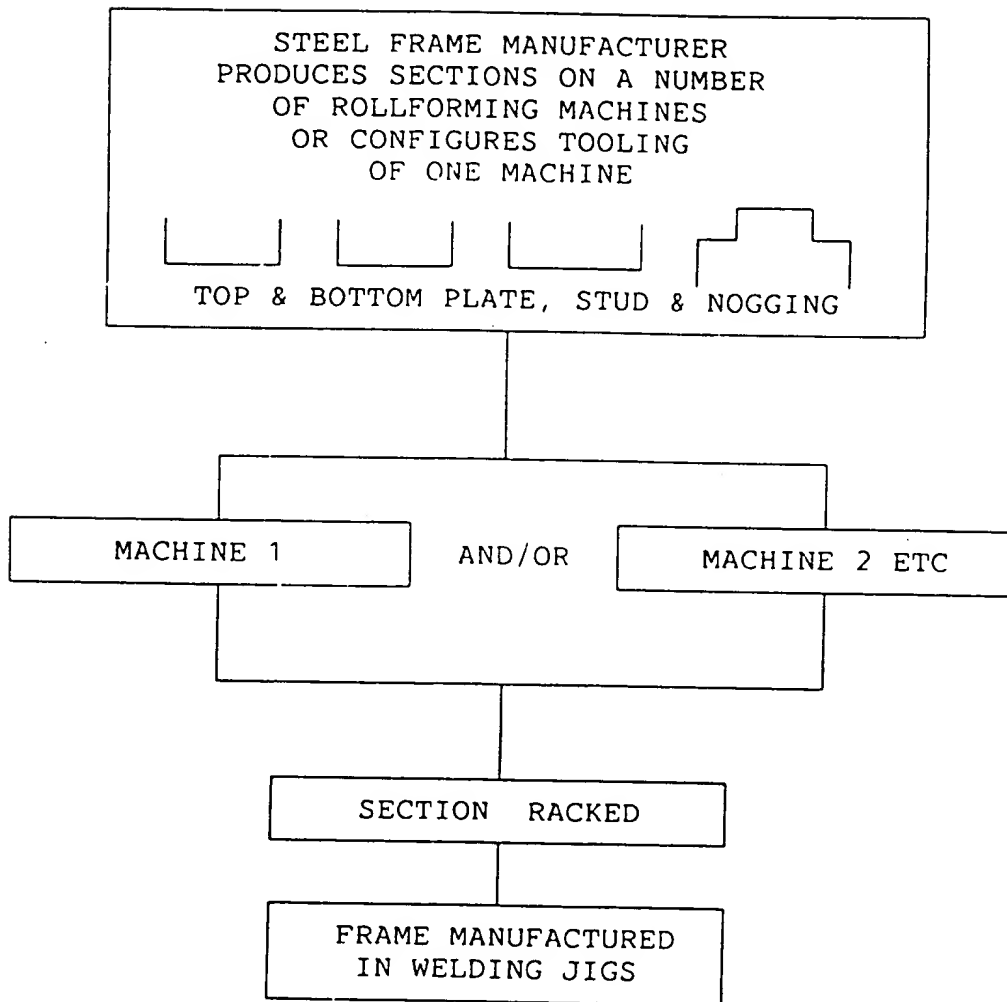 STEEL FRAME MANUFACTURER
PRODUCES SECTIONS ON A NUMBER
OF ROLLFORMING MACHINES
OR CONFIGURES TOOLING
OF ONE MACHINE
TOP & BOTTOM PLATE, STUD & NOGGING
MACHINE 1
AND/OR
MACHINE 2 ETC
SECTION RACKED
FRAME MANUFACTURED
IN WELDING JIGS